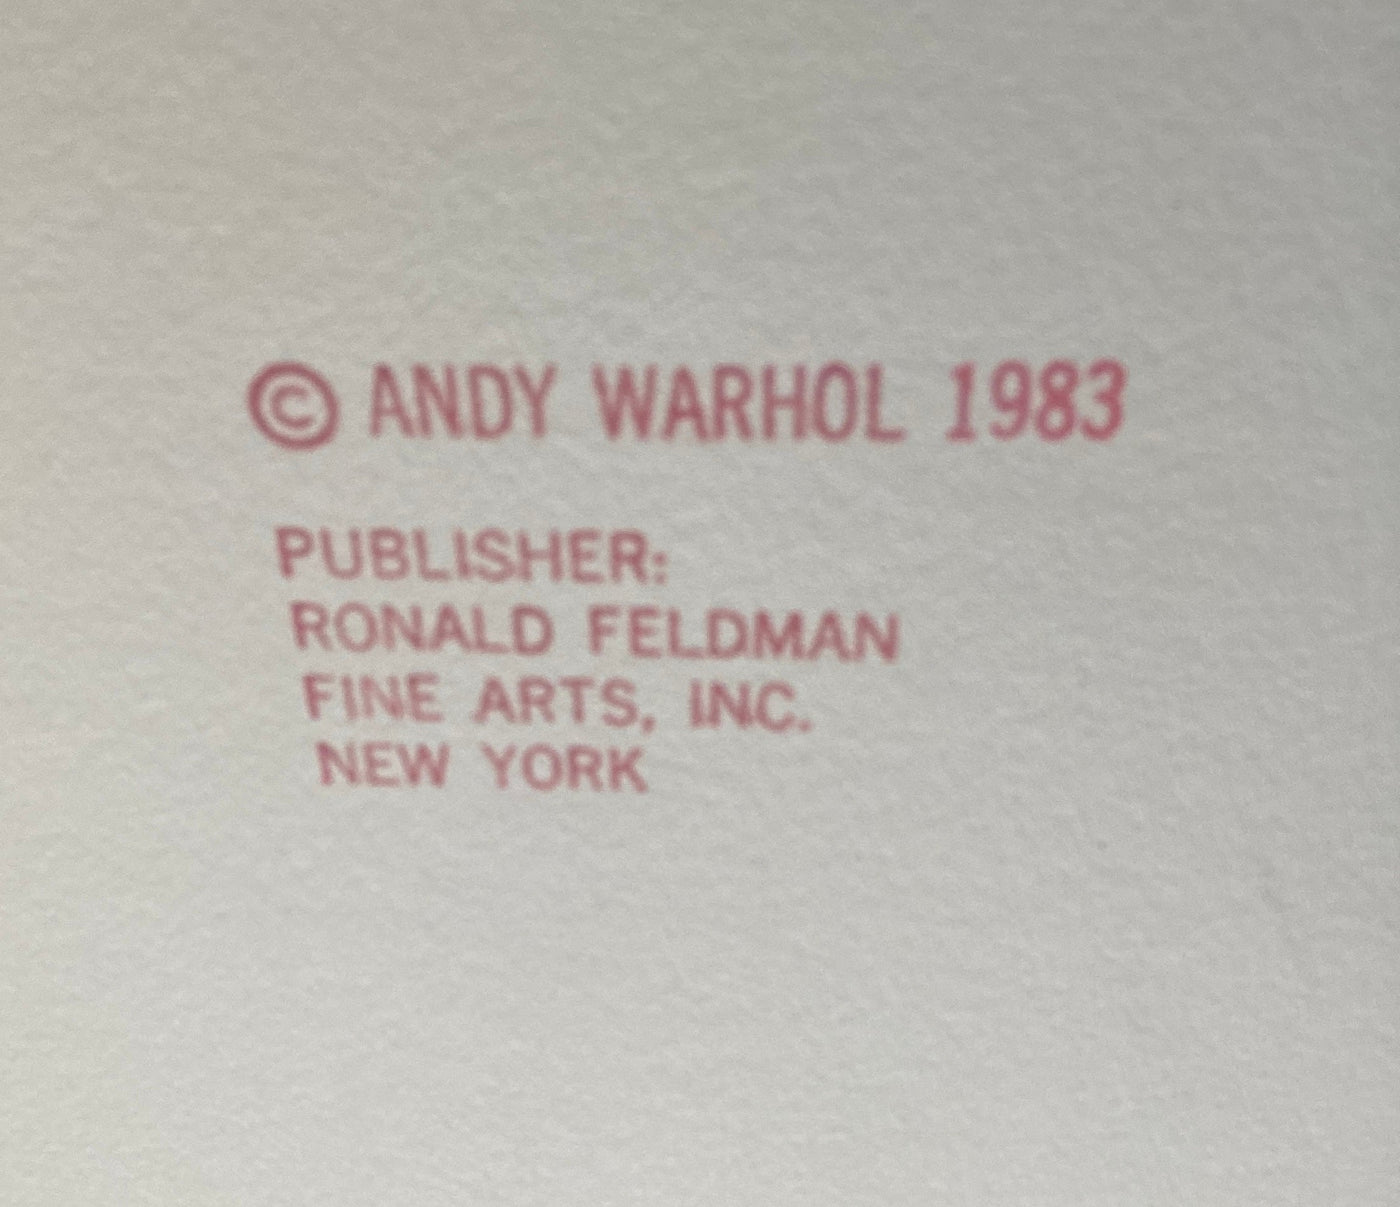 © ANDY WARHOL 1983
PUBLISHER:
RONALD FELDMAN
FINE ARTS, INC.
NEW YORK